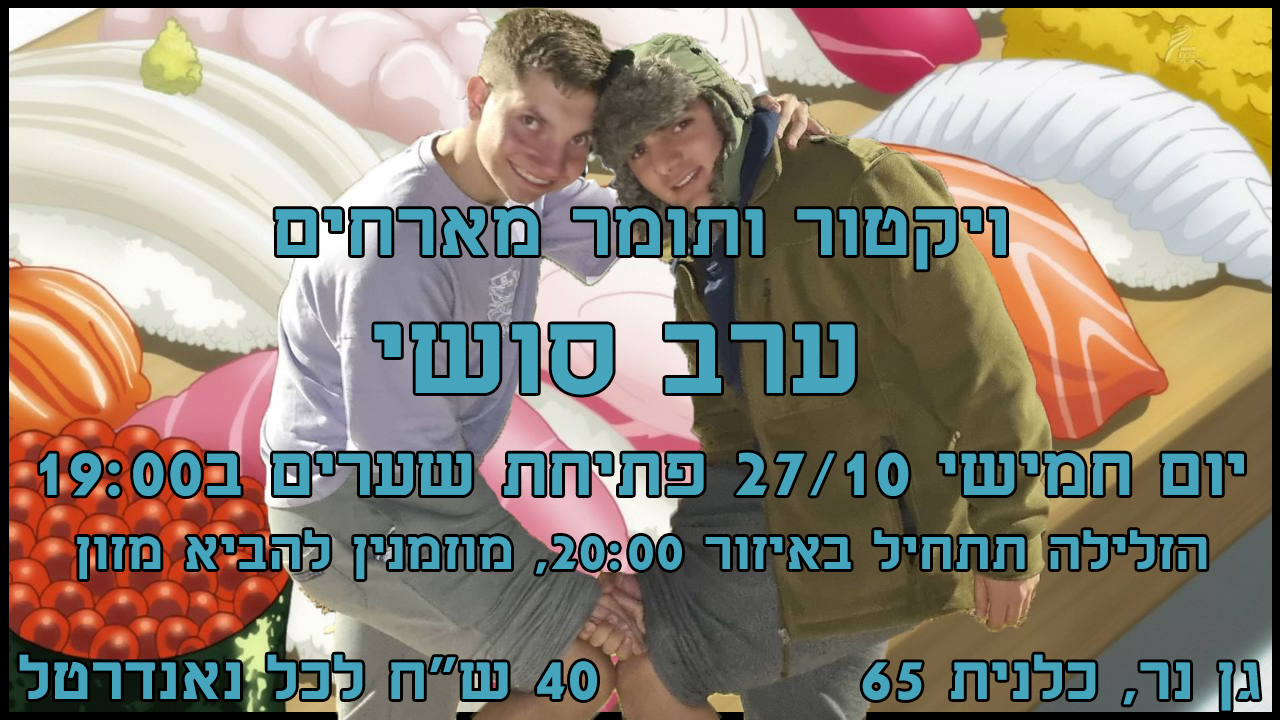 ויקטור ותומר מארחים
ערב סושי
יום חמישי 27/10 פתיחת שערים ב19:00
הזלילה תתחיל באיזור 20:00, מוזמנין להביא מזון
גן נר, כלנית 65
40 ש"ח לכל נאנדרטל